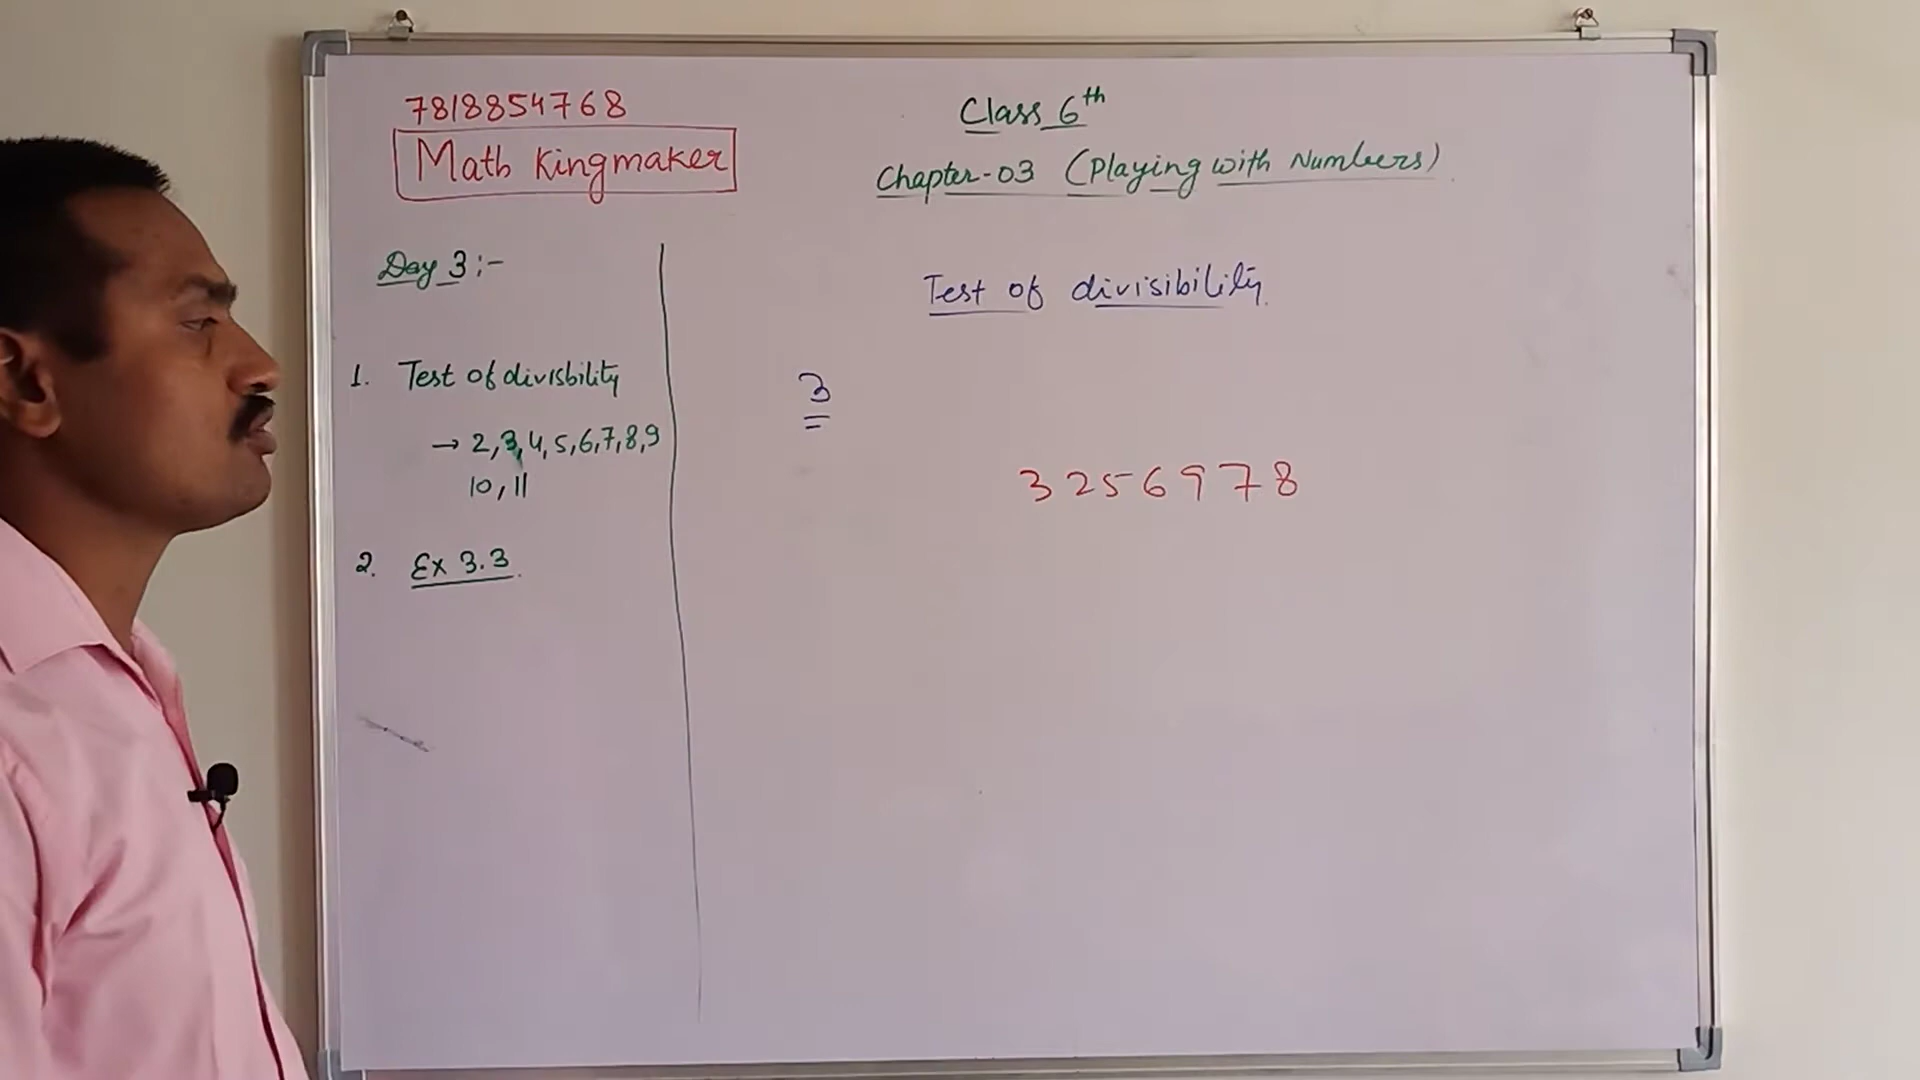 7818854768
Math Kingmaker
Class 6th
Chapter-03 (Playing with Numbers)
Day 3:-
1. Test of divisbility
→ 2,3,4,5,6,7,8,9
10, 11
2. Ex 3.3.
Test of divisibility
3
3256978